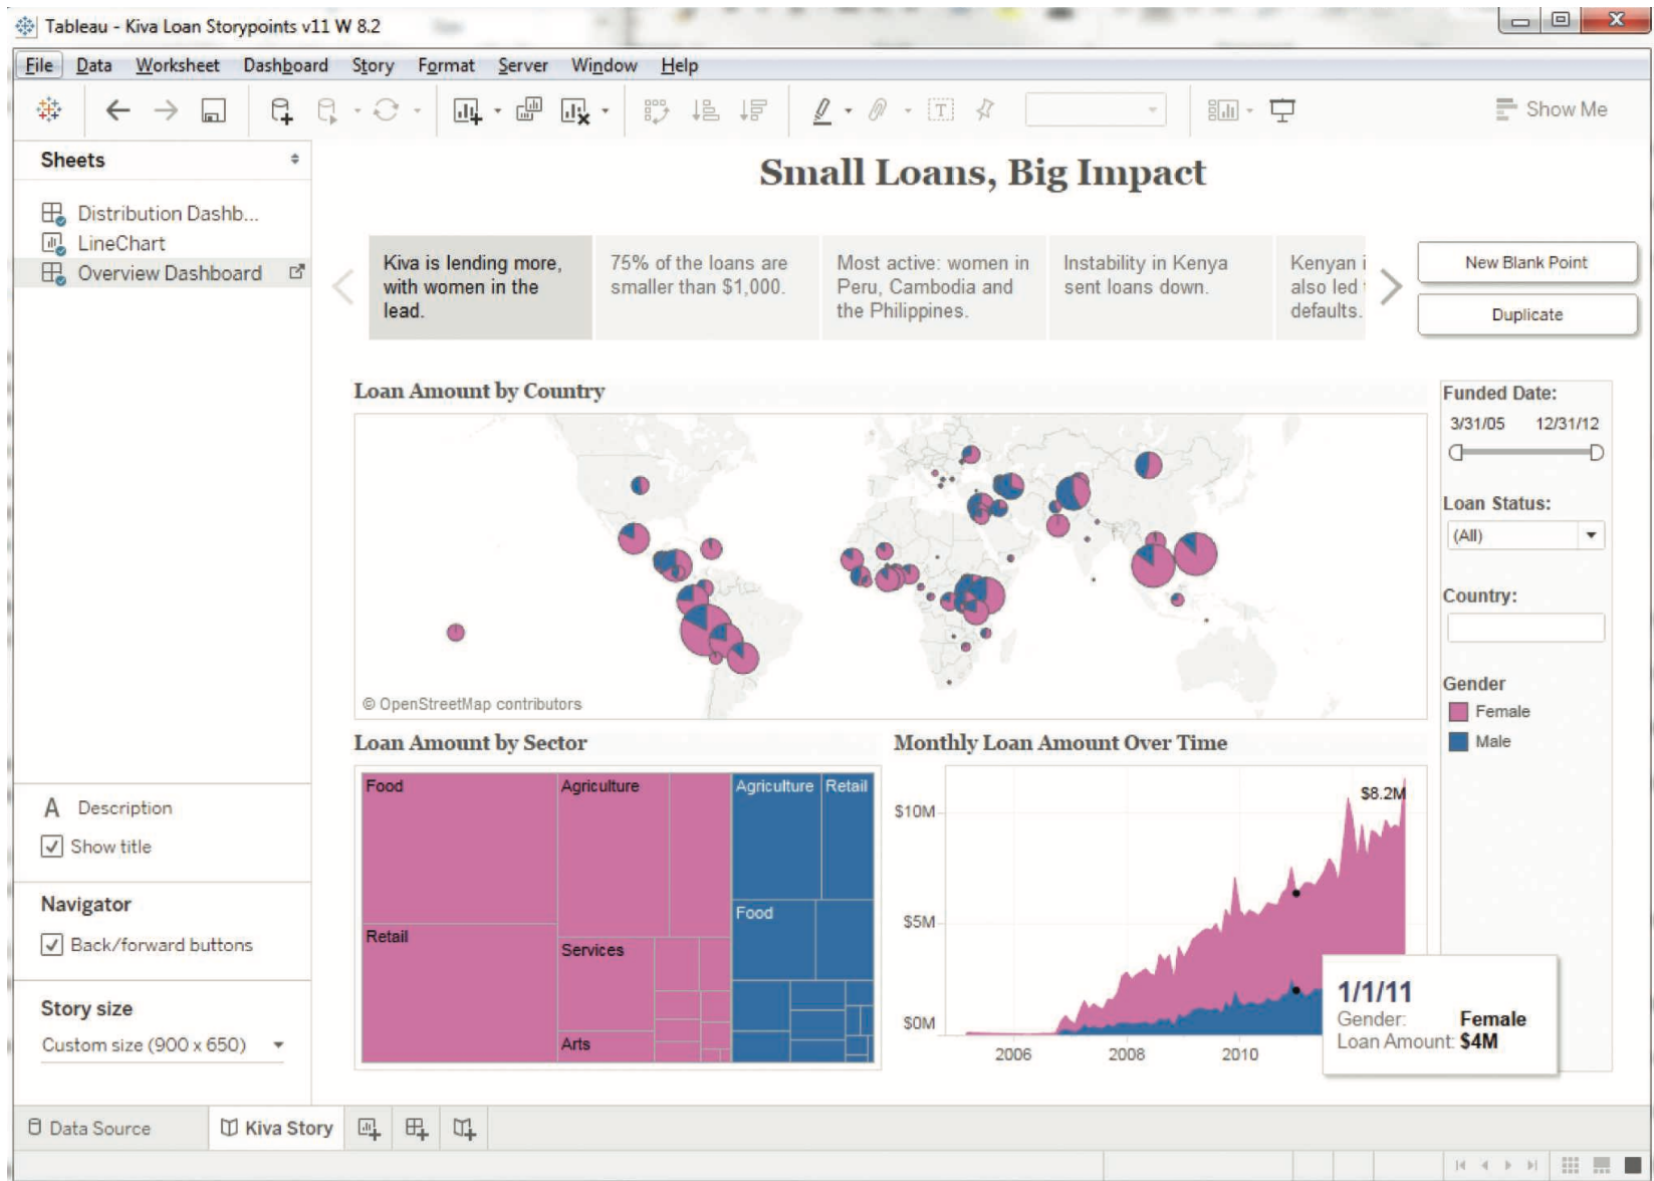 Tableau - Kiva Loan Storypoints v11 W 8.2
File Data Worksheet Dashboard Story Format Server Window Help
Show Me
Sheets
Distribution Dashb...
LineChart
Overview Dashboard
Small Loans, Big Impact
Kiva is lending more,
with women in the
lead.
75% of the loans are
smaller than $1,000.
Most active: women in
Peru, Cambodia and
the Philippines.
Instability in Kenya
sent loans down.
Kenyan i
also led
defaults.
New Blank Point
Duplicate
Loan Amount by Country
© OpenStreetMap contributors
Funded Date:
3/31/05 12/31/12
Loan Status:
(All)
Country:
Gender
Female
Male
Loan Amount by Sector
Food
Agriculture
Agriculture
Retail
Food
Retail
Services
Arts
Monthly Loan Amount Over Time
$8.2M
$10M
$5M
$0M
2006 2008 2010
1/1/11
Gender: Female
Loan Amount: $4M
A Description
Show title
Navigator
Back/forward buttons
Story size
Custom size (900 x 650)
Data Source
Kiva Story